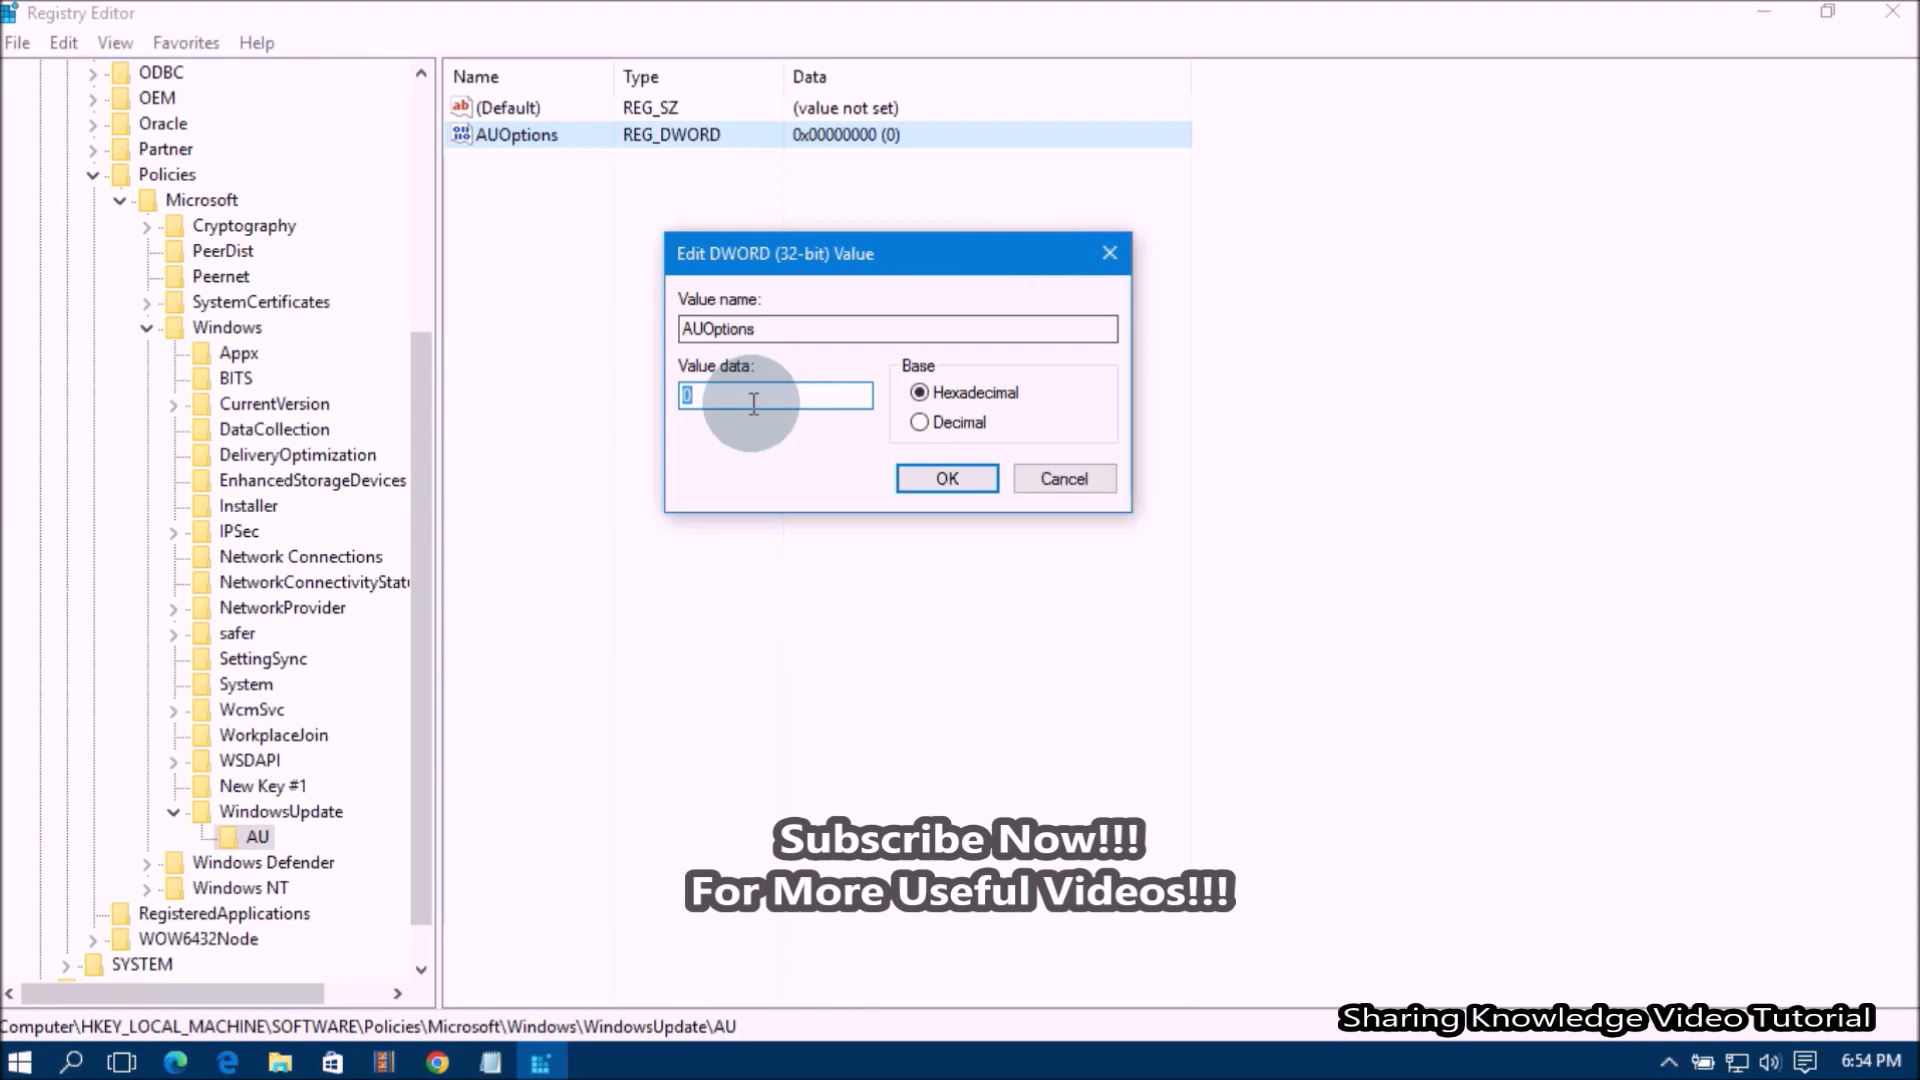 Registry Editor
File Edit View Favorites Help
ODBC
OEM
Oracle
Partner
Policies
Microsoft
Cryptography
PeerDist
Peernet
SystemCertificates
Windows
Appx
BITS
CurrentVersion
DataCollection
DeliveryOptimization
EnhancedStorageDevices
Installer
IPSec
Network Connections
NetworkConnectivityStatu
NetworkProvider
safer
SettingSync
System
WcmSvc
WorkplaceJoin
WSDAPI
New Key #1
WindowsUpdate
AU
Windows Defender
Windows NT
RegisteredApplications
WOW6432Node
SYSTEM
Name Type Data
ab (Default) REG_SZ (value not set)
AUOptions REG_DWORD 0x00000000 (0)
Edit DWORD (32-bit) Value
Value name:
AUOptions
Value data:
0
Base
Hexadecimal
Decimal
OK Cancel
Subscribe Now!!!
For More Useful Videos!!!
Sharing Knowledge Video Tutorial
Computer\HKEY_LOCAL_MACHINE\SOFTWARE\Policies\Microsoft\Windows\WindowsUpdate\AU
6:54 PM